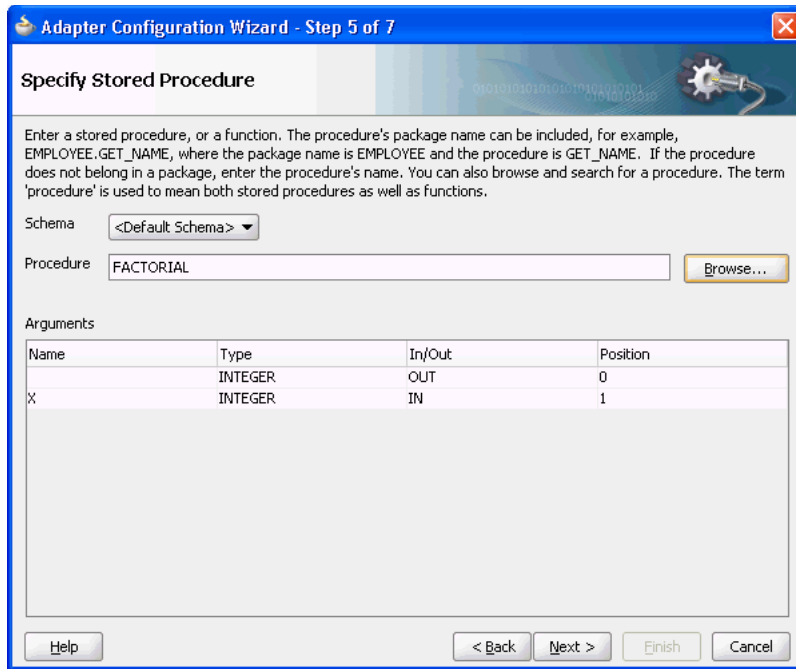 Adapter Configuration Wizard - Step 5 of 7
Specify Stored Procedure
Enter a stored procedure, or a function. The procedure's package name can be included, for example,
EMPLOYEE.GET_NAME, where the package name is EMPLOYEE and the procedure is GET_NAME. If the procedure
does not belong in a package, enter the procedure's name. You can also browse and search for a procedure. The term
'procedure' is used to mean both stored procedures as well as functions.
Schema <Default Schema>
Procedure FACTORIAL Browse...
Arguments
Name Type In/Out Position
INTEGER OUT 0
X INTEGER IN 1
Help < Back Next > Finish Cancel